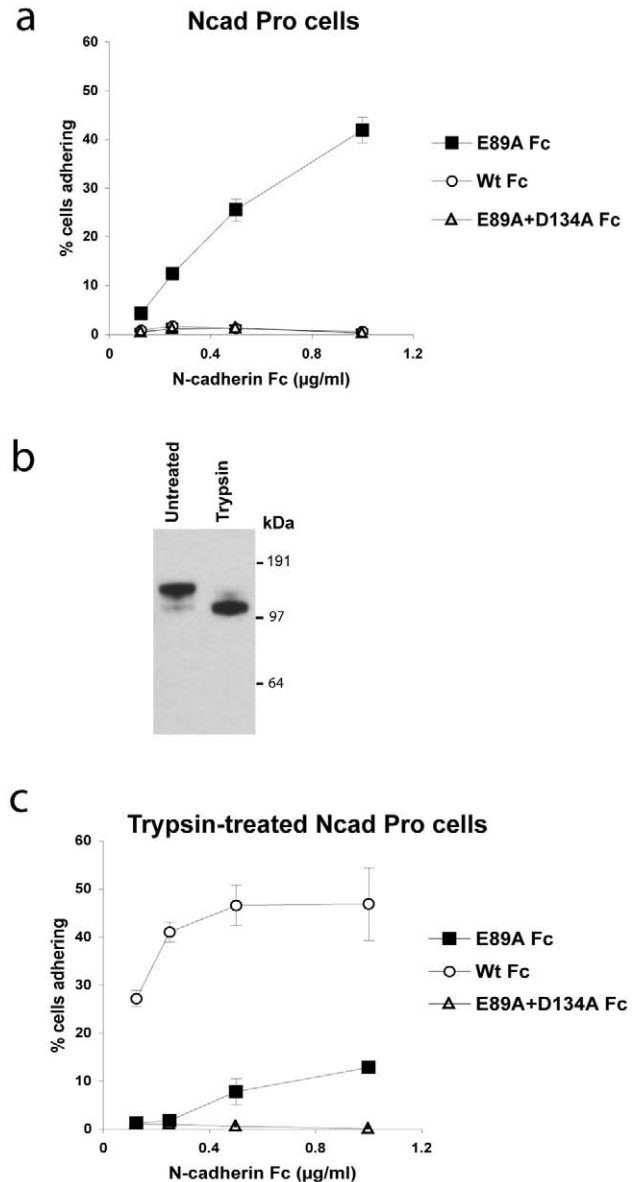 a
Ncad Pro cells
60
50
40
30
20
10
0
% cells adhering
0
0.4
0.8
1.2
N-cadherin Fc (µg/ml)
E89A Fc
Wt Fc
E89A+D134A Fc
b
Untreated
Trypsin
kDa
191
97
64
c
Trypsin-treated Ncad Pro cells
60
50
40
30
20
10
0
% cells adhering
0
0.4
0.8
1.2
N-cadherin Fc (µg/ml)
E89A Fc
Wt Fc
E89A+D134A Fc